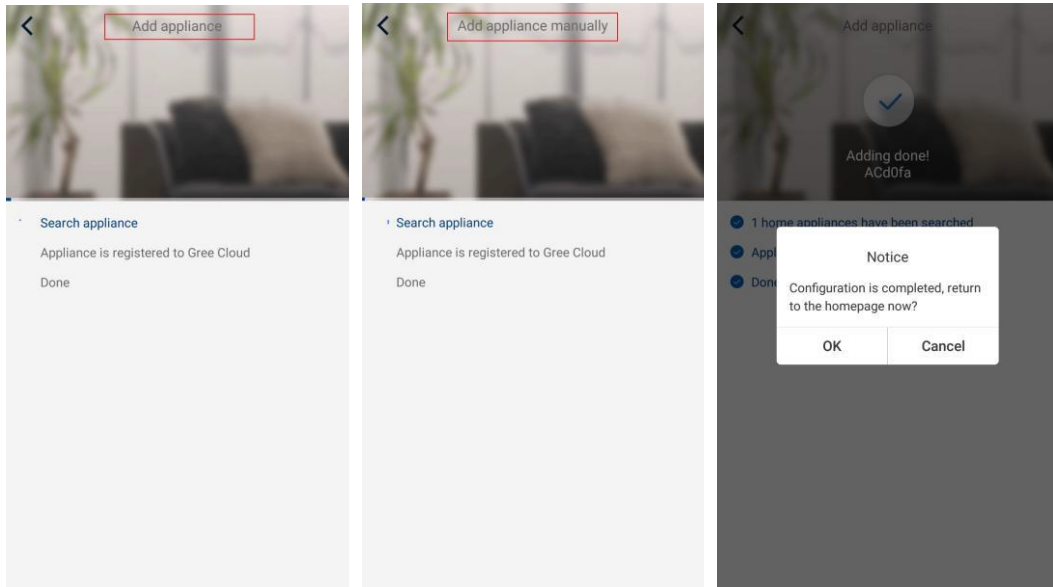 Add appliance
Search appliance
Appliance is registered to Gree Cloud
Done
Add appliance manually
Search appliance
Appliance is registered to Gree Cloud
Done
Add appliance
Adding done!
ACd0fa
1 home appliances have been searched
Appl
Done
Notice
Configuration is completed, return
to the homepage now?
OK
Cancel